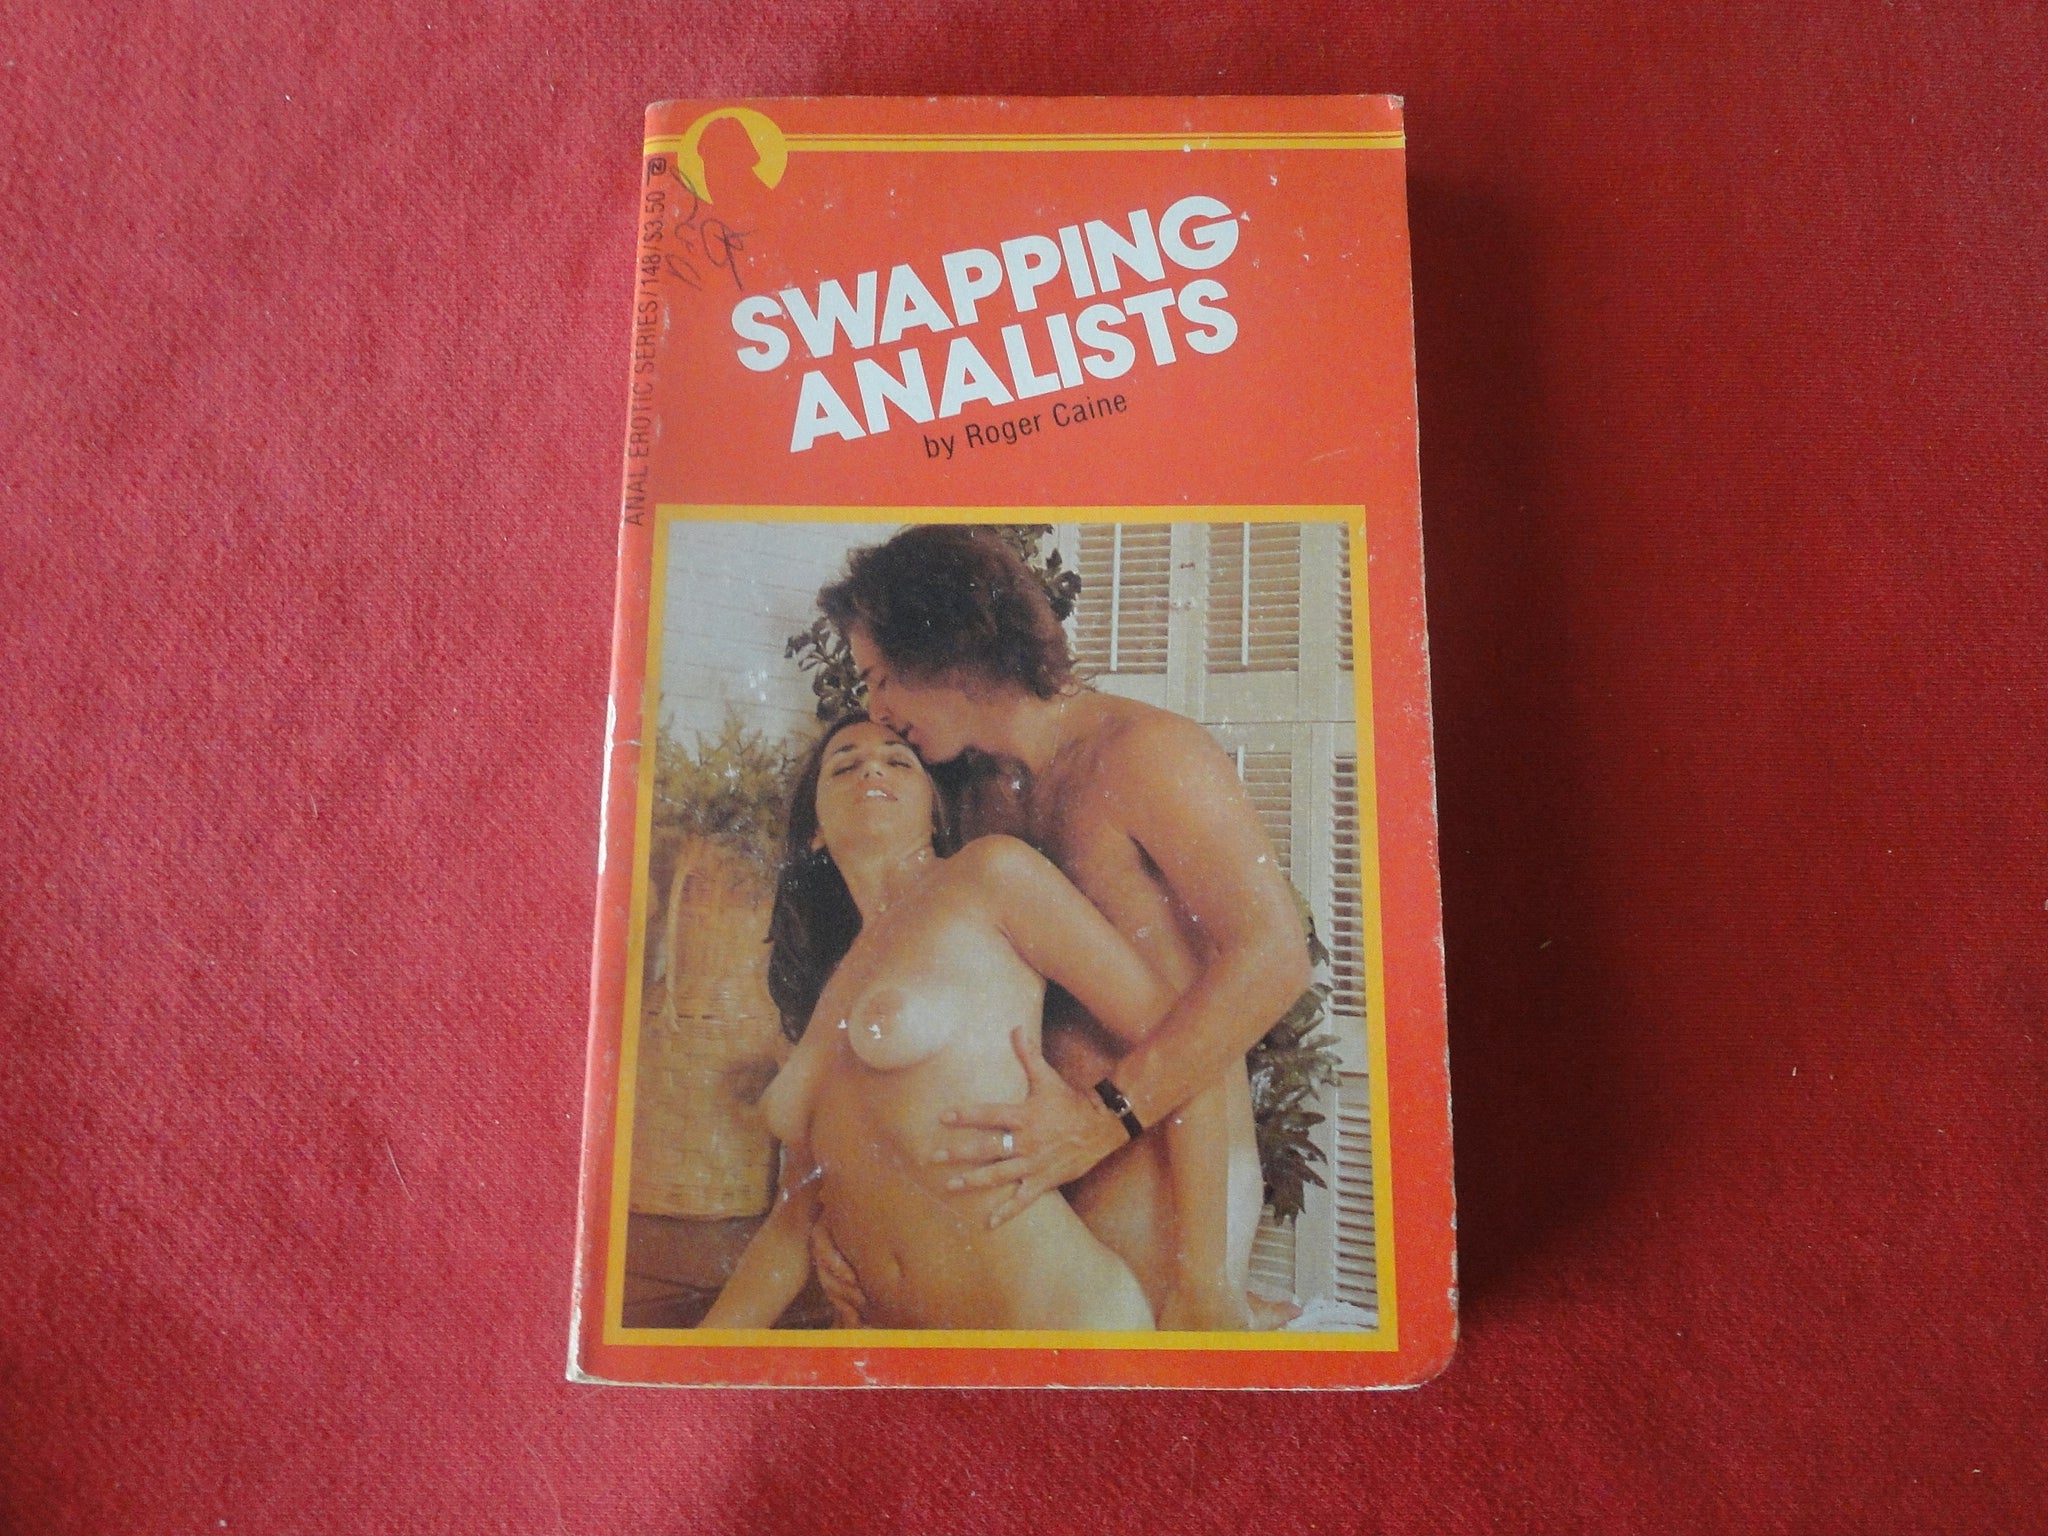 ANAL EROTIC SERIES / 148 / $3.50
SWAPPING
ANALISTS
by Roger Caine